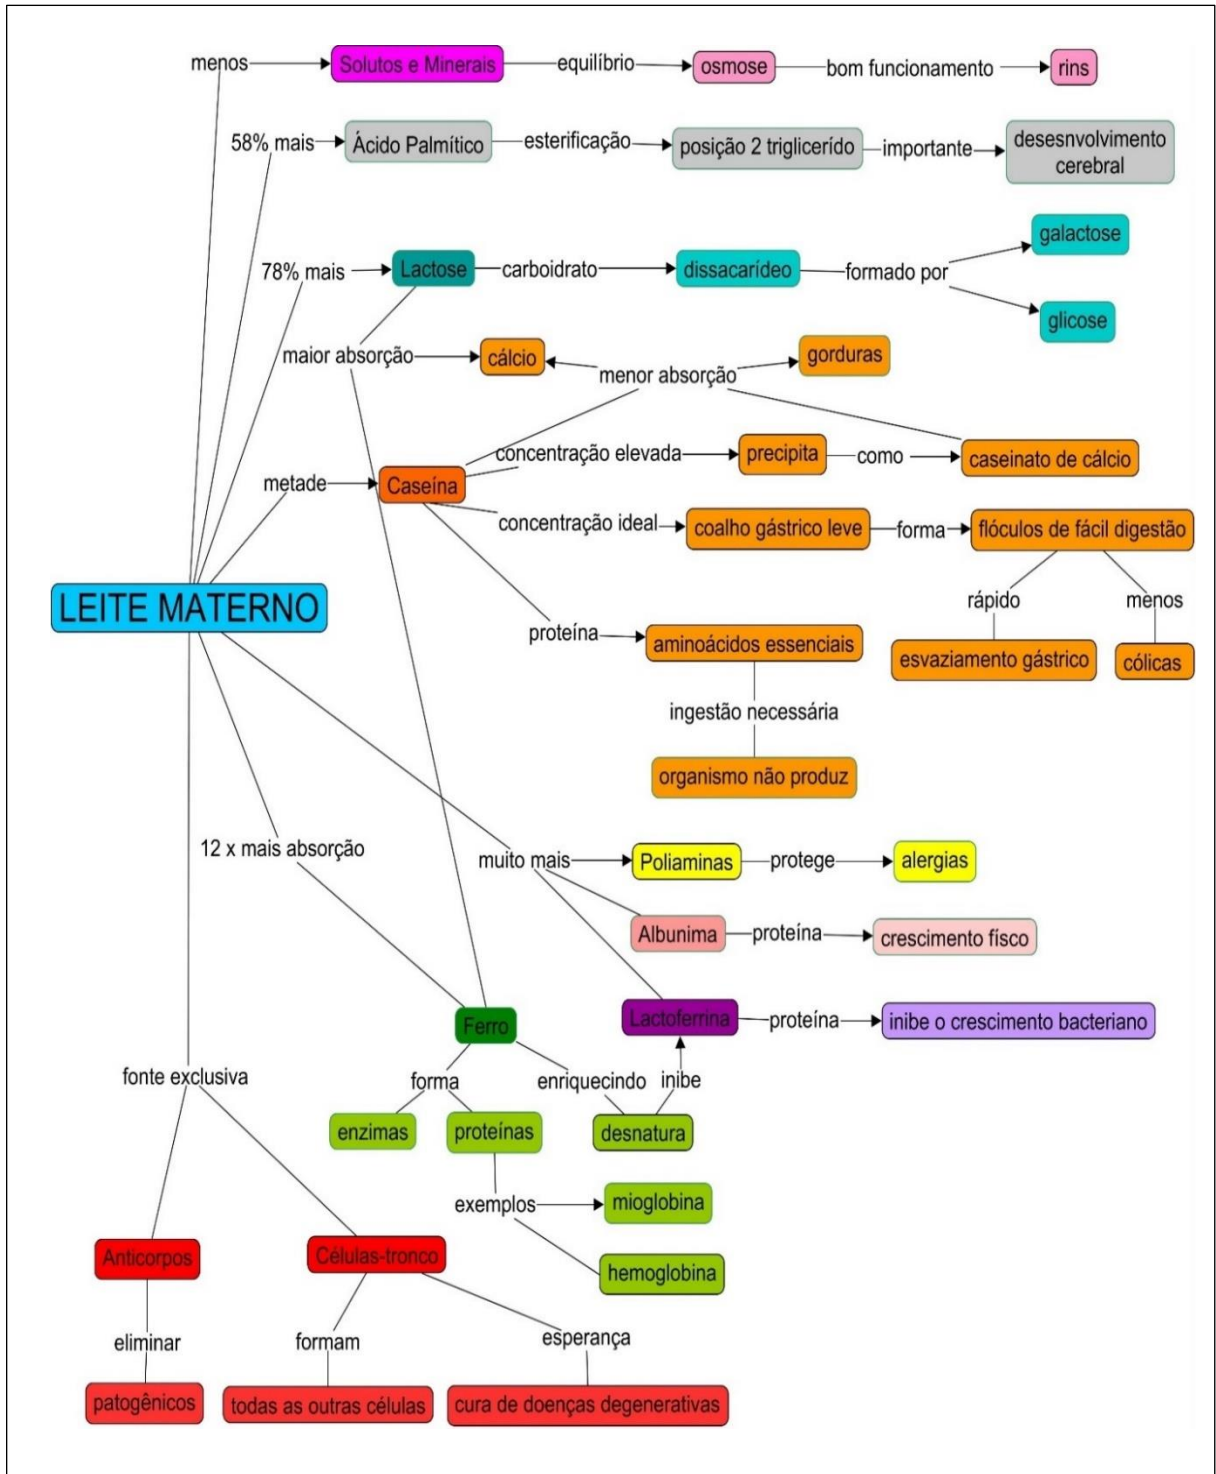 menos
Solutos e Minerais
equilíbrio
osmose
bom funcionamento
rins
58% mais
Ácido Palmítico
esterificação
posição 2 triglicerído
importante
desesnvolvimento
cerebral
78% mais
Lactose
carboidrato
dissacarídeo
formado por
galactose
glicose
maior absorção
cálcio
menor absorção
gorduras
metade
Caseína
concentração elevada
precipita
como
caseinato de cálcio
concentração ideal
coalho gástrico leve
forma
flóculos de fácil digestão
rápido
menos
esvaziamento gástrico
cólicas
proteína
aminoácidos essenciais
ingestão necessária
organismo não produz
LEITE MATERNO
12 x mais absorção
muito mais
Poliaminas
protege
alergias
Albunima
proteína
crescimento físco
Lactoferrina
proteína
inibe o crescimento bacteriano
Ferro
forma
enriquecindo
inibe
enzimas
proteínas
desnatura
exemplos
mioglobina
hemoglobina
fonte exclusiva
Anticorpos
Células-tronco
eliminar
formam
esperança
patogênicos
todas as outras células
cura de doenças degenerativas